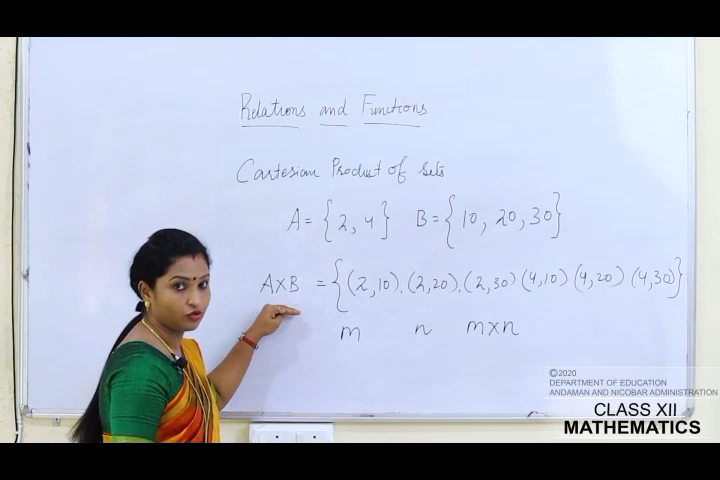 Relations and Functions
Cartesian Product of Sets
A = {2, 4} B = {10, 20, 30}
A×B = {(2,10), (2,20), (2,30) (4,10) (4,20) (4,30)}
m n m×n
©2020
DEPARTMENT OF EDUCATION
ANDAMAN AND NICOBAR ADMINISTRATION
CLASS XII
MATHEMATICS